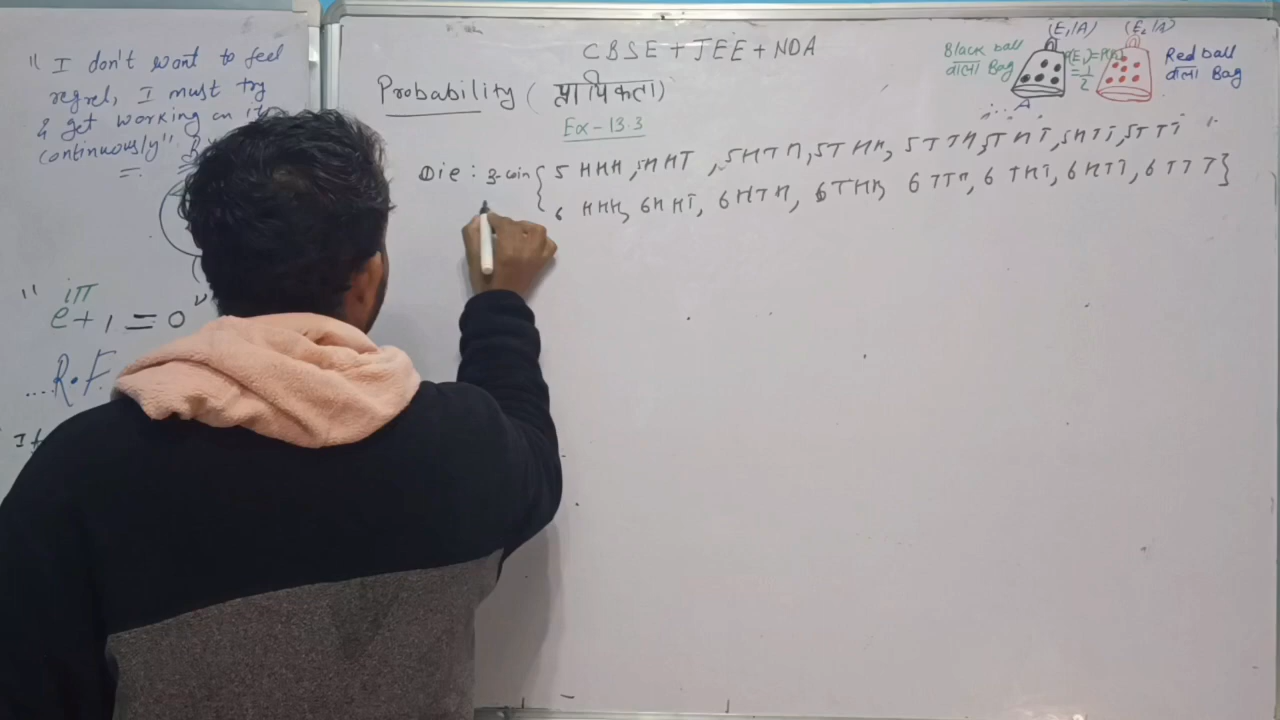 " I don't want to feel
regrel, I must try
& get working on it
continuously"
" e^iπ + 1 = 0 "
.... R.F.
If
CBSE + JEE + NDA
Probability ( प्रायिकता )
Ex - 13.3
Black ball
वाला Bag
(E₁/A)
(E₂/A)
= 1/2
Red ball
वाला Bag
A
Die : 3-coin { 5 HHH, 5HHT, 5HTH, 5THH, 5TTH, 5THT, 5HTT, 5TTT
6 HHH, 6HHT, 6HTH, 6THH, 6TTH, 6THT, 6HTT, 6TTT }